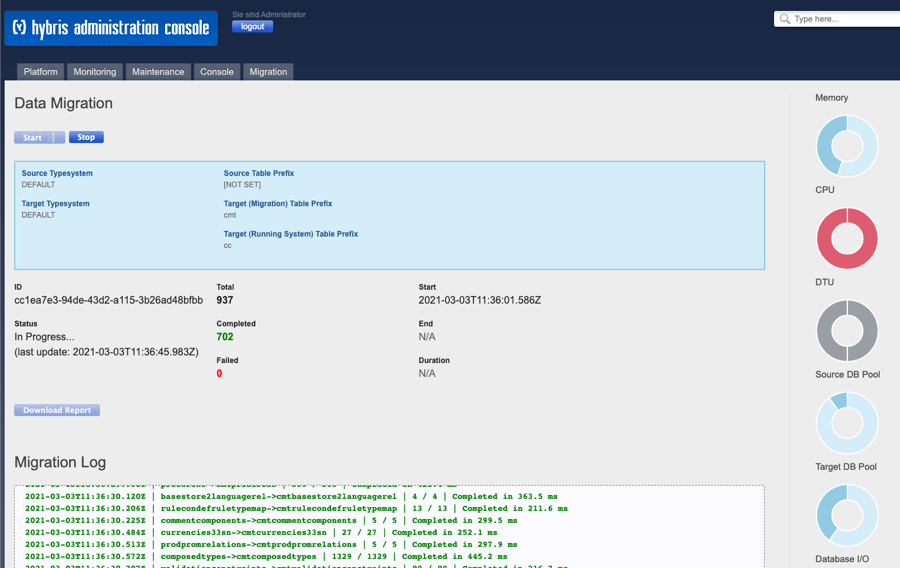 (y) hybris administration console
Sie sind Administrator
logout
Type here...
Platform
Monitoring
Maintenance
Console
Migration
Data Migration
Start
Stop
Source Typesystem
DEFAULT
Source Table Prefix
[NOT SET]
Target Typesystem
DEFAULT
Target (Migration) Table Prefix
cmt
Target (Running System) Table Prefix
cc
ID
cc1ea7e3-94de-43d2-a115-3b26ad48bfbb
Total
937
Start
2021-03-03T11:36:01.586Z
Status
In Progress...
(last update: 2021-03-03T11:36:45.983Z)
Completed
702
End
N/A
Failed
0
Duration
N/A
Download Report
Migration Log
2021-03-03T11:36:30.120Z | basestore2languagerel->cmtbasestore2languagerel | 4 / 4 | Completed in 363.5 ms
2021-03-03T11:36:30.206Z | rulecondefruletypemap->cmtrulecondefruletypemap | 13 / 13 | Completed in 211.6 ms
2021-03-03T11:36:30.225Z | commentcomponents->cmtcommentcomponents | 5 / 5 | Completed in 299.5 ms
2021-03-03T11:36:30.484Z | currencies33sn->cmtcurrencies33sn | 27 / 27 | Completed in 252.1 ms
2021-03-03T11:36:30.513Z | prodpromrelations->cmtprodpromrelations | 5 / 5 | Completed in 297.9 ms
2021-03-03T11:36:30.572Z | composedtypes->cmtcomposedtypes | 1329 / 1329 | Completed in 445.2 ms
Memory
CPU
DTU
Source DB Pool
Target DB Pool
Database I/O